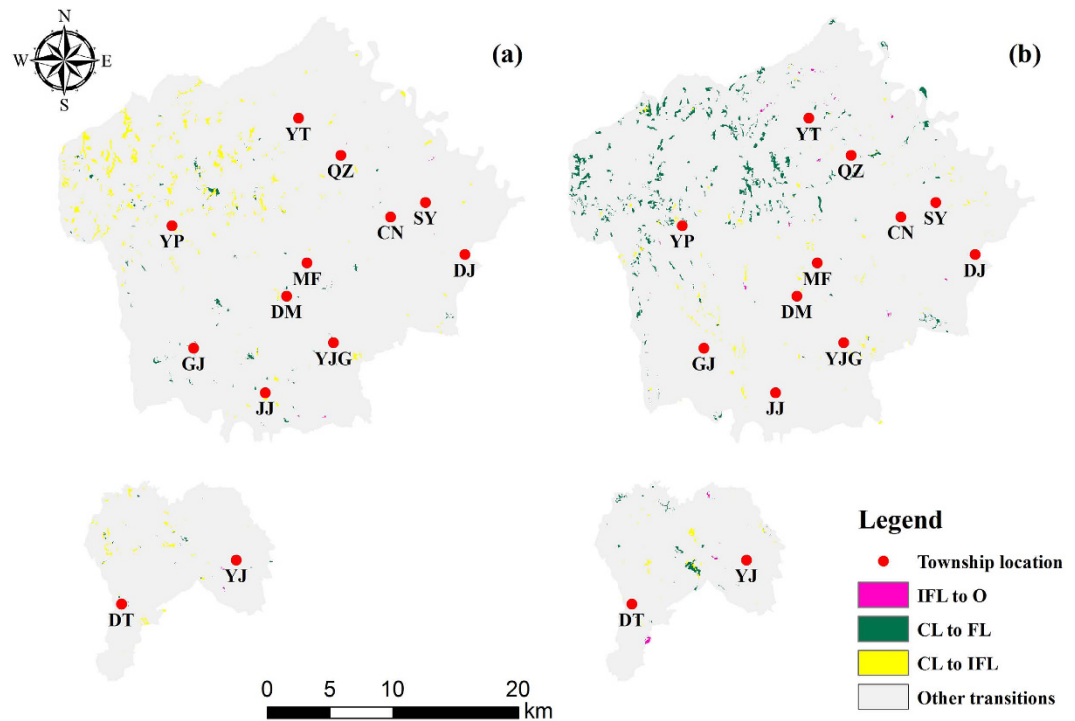 N
W E
S
(a)
YT
QZ
SY
CN
YP
DJ
MF
DM
YJG
GJ
JJ
YJ
DT
(b)
YT
QZ
SY
CN
YP
DJ
MF
DM
YJG
GJ
JJ
YJ
DT
Legend
Township location
IFL to O
CL to FL
CL to IFL
Other transitions
0 5 10 20
km